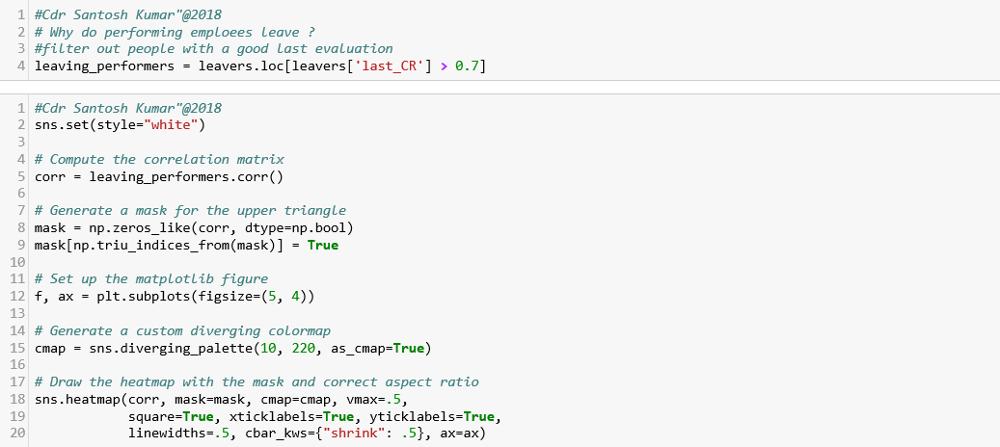 1 #Cdr Santosh Kumar"@2018
2 # Why do performing emploees leave ?
3 #filter out people with a good last evaluation
4 leaving_performers = leavers.loc[leavers['last_CR'] > 0.7]
1 #Cdr Santosh Kumar"@2018
2 sns.set(style="white")
3
4 # Compute the correlation matrix
5 corr = leaving_performers.corr()
6
7 # Generate a mask for the upper triangle
8 mask = np.zeros_like(corr, dtype=np.bool)
9 mask[np.triu_indices_from(mask)] = True
10
11 # Set up the matplotlib figure
12 f, ax = plt.subplots(figsize=(5, 4))
13
14 # Generate a custom diverging colormap
15 cmap = sns.diverging_palette(10, 220, as_cmap=True)
16
17 # Draw the heatmap with the mask and correct aspect ratio
18 sns.heatmap(corr, mask=mask, cmap=cmap, vmax=.5,
19             square=True, xticklabels=True, yticklabels=True,
20             linewidths=.5, cbar_kws={"shrink": .5}, ax=ax)